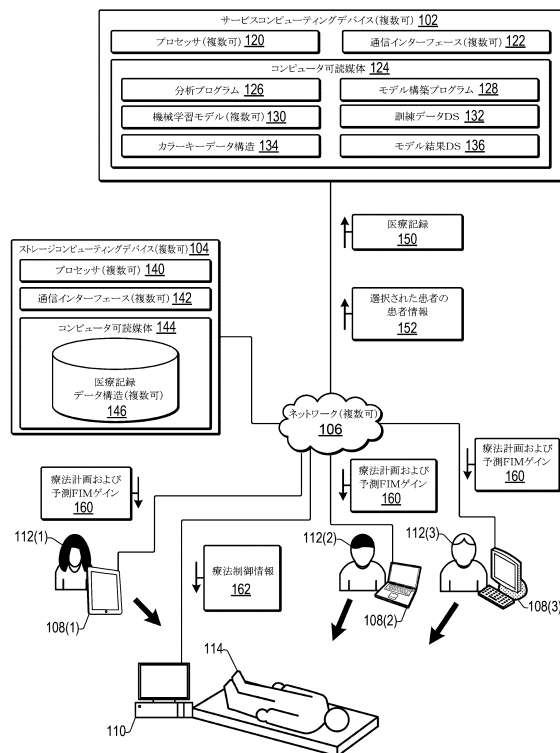 サービスコンピューティングデバイス(複数可) 102
プロセッサ(複数可) 120
通信インターフェース(複数可) 122
コンピュータ可読媒体 124
分析プログラム 126
モデル構築プログラム 128
機械学習モデル(複数可) 130
訓練データDS 132
カラーキーデータ構造 134
モデル結果DS 136
医療記録
150
選択された患者の
患者情報
152
ストレージコンピューティングデバイス(複数可) 104
プロセッサ(複数可) 140
通信インターフェース(複数可) 142
コンピュータ可読媒体 144
医療記録
データ構造(複数可)
146
ネットワーク(複数可)
106
療法計画および
予測FIMゲイン
160
療法計画および
予測FIMゲイン
160
療法計画および
予測FIMゲイン
160
112(1)
108(1)
療法制御情報
162
112(2)
108(2)
112(3)
108(3)
114
110